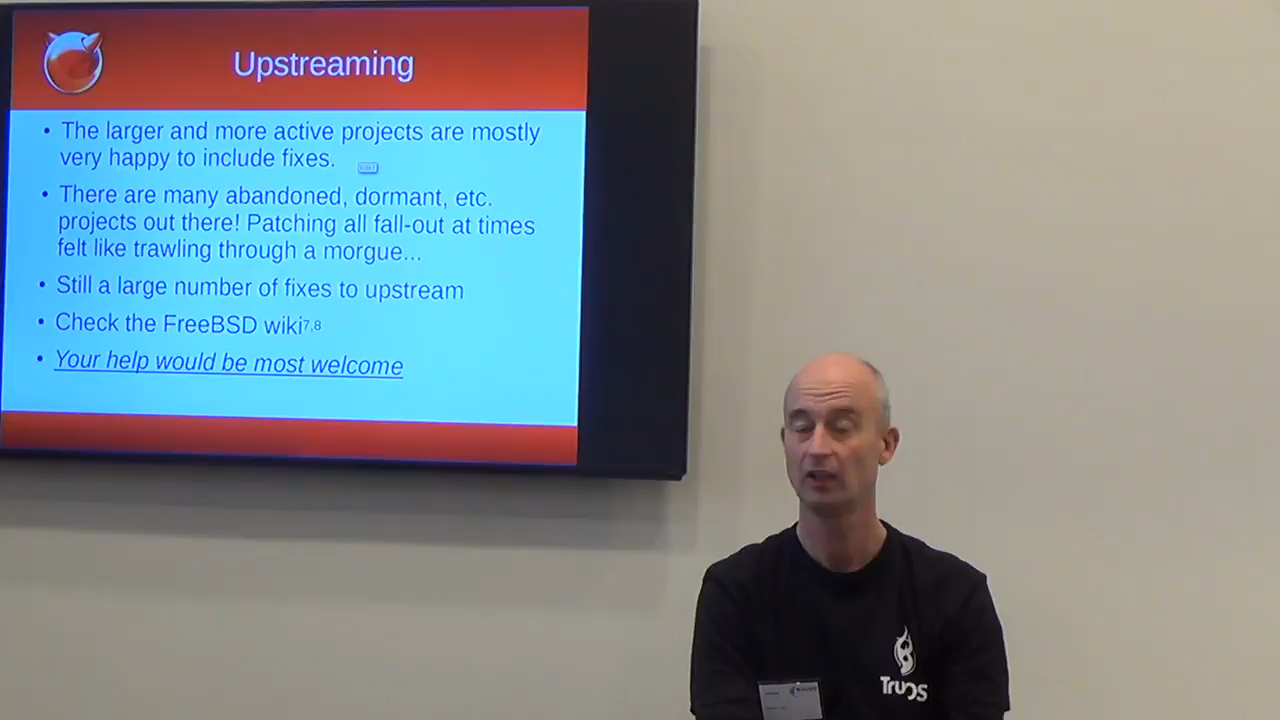 Upstreaming
• The larger and more active projects are mostly
very happy to include fixes.
• There are many abandoned, dormant, etc.
projects out there! Patching all fall-out at times
felt like trawling through a morgue...
• Still a large number of fixes to upstream
• Check the FreeBSD wiki7,8
• Your help would be most welcome
TruOS